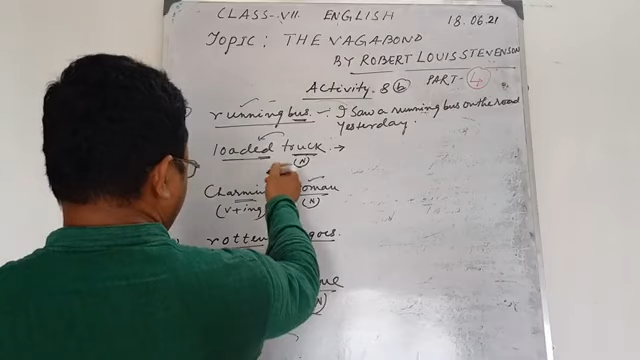 CLASS-VII ENGLISH 18.06.21
TOPIC: THE VAGABOND
BY ROBERT LOUIS STEVENSON
Activity 8 (b) PART-4
running bus - I saw a running bus on the road
yesterday.
loaded truck. →
(N)
(V+ing) (N)
rotten
(N)